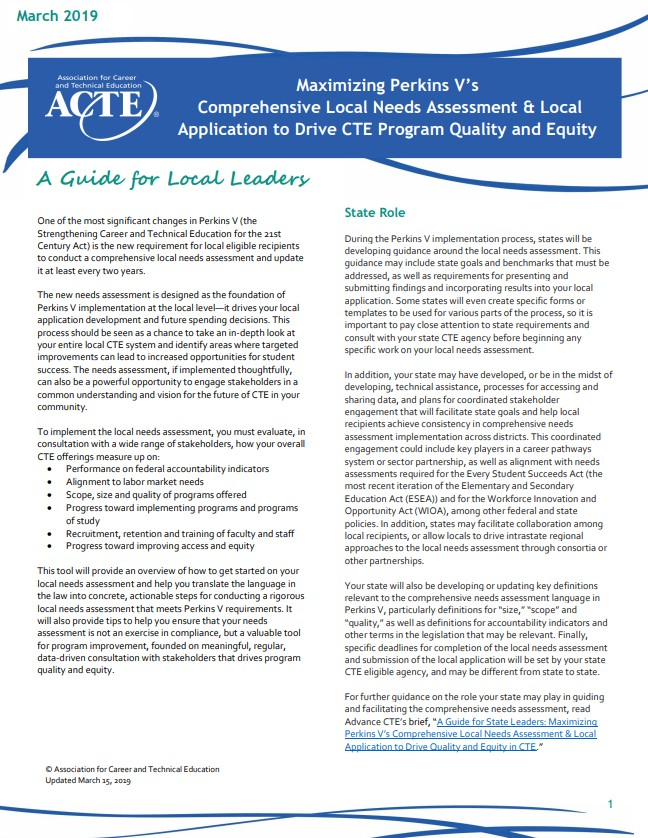 March 2019
Association for Career
and Technical Education
ACTE®
Maximizing Perkins V’s
Comprehensive Local Needs Assessment & Local
Application to Drive CTE Program Quality and Equity
A Guide for Local Leaders
One of the most significant changes in Perkins V (the
Strengthening Career and Technical Education for the 21st
Century Act) is the new requirement for local eligible recipients
to conduct a comprehensive local needs assessment and update
it at least every two years.
The new needs assessment is designed as the foundation of
Perkins V implementation at the local level—it drives your local
application development and future spending decisions. This
process should be seen as a chance to take an in-depth look at
your entire local CTE system and identify areas where targeted
improvements can lead to increased opportunities for student
success. The needs assessment, if implemented thoughtfully,
can also be a powerful opportunity to engage stakeholders in a
common understanding and vision for the future of CTE in your
community.
To implement the local needs assessment, you must evaluate, in
consultation with a wide range of stakeholders, how your overall
CTE offerings measure up on:
• Performance on federal accountability indicators
• Alignment to labor market needs
• Scope, size and quality of programs offered
• Progress toward implementing programs and programs
of study
• Recruitment, retention and training of faculty and staff
• Progress toward improving access and equity
This tool will provide an overview of how to get started on your
local needs assessment and help you translate the language in
the law into concrete, actionable steps for conducting a rigorous
local needs assessment that meets Perkins V requirements. It
will also provide tips to help you ensure that your needs
assessment is not an exercise in compliance, but a valuable tool
for program improvement, founded on meaningful, regular,
data-driven consultation with stakeholders that drives program
quality and equity.
State Role
During the Perkins V implementation process, states will be
developing guidance around the local needs assessment. This
guidance may include state goals and benchmarks that must be
addressed, as well as requirements for presenting and
submitting findings and incorporating results into your local
application. Some states will even create specific forms or
templates to be used for various parts of the process, so it is
important to pay close attention to state requirements and
consult with your state CTE agency before beginning any
specific work on your local needs assessment.
In addition, your state may have developed, or be in the midst of
developing, technical assistance, processes for accessing and
sharing data, and plans for coordinated stakeholder
engagement that will facilitate state goals and help local
recipients achieve consistency in comprehensive needs
assessment implementation across districts. This coordinated
engagement could include key players in a career pathways
system or sector partnership, as well as alignment with needs
assessments required for the Every Student Succeeds Act (the
most recent iteration of the Elementary and Secondary
Education Act (ESEA)) and for the Workforce Innovation and
Opportunity Act (WIOA), among other federal and state
policies. In addition, states may facilitate collaboration among
local recipients, or allow locals to drive intrastate regional
approaches to the local needs assessment through consortia or
other partnerships.
Your state will also be developing or updating key definitions
relevant to the comprehensive needs assessment language in
Perkins V, particularly definitions for “size,” “scope” and
“quality,” as well as definitions for accountability indicators and
other terms in the legislation that may be relevant. Finally,
specific deadlines for completion of the local needs assessment
and submission of the local application will be set by your state
CTE eligible agency, and may be different from state to state.
For further guidance on the role your state may play in guiding
and facilitating the comprehensive needs assessment, read
Advance CTE’s brief, “A Guide for State Leaders: Maximizing
Perkins V’s Comprehensive Local Needs Assessment & Local
Application to Drive Quality and Equity in CTE.”
© Association for Career and Technical Education
Updated March 15, 2019
1